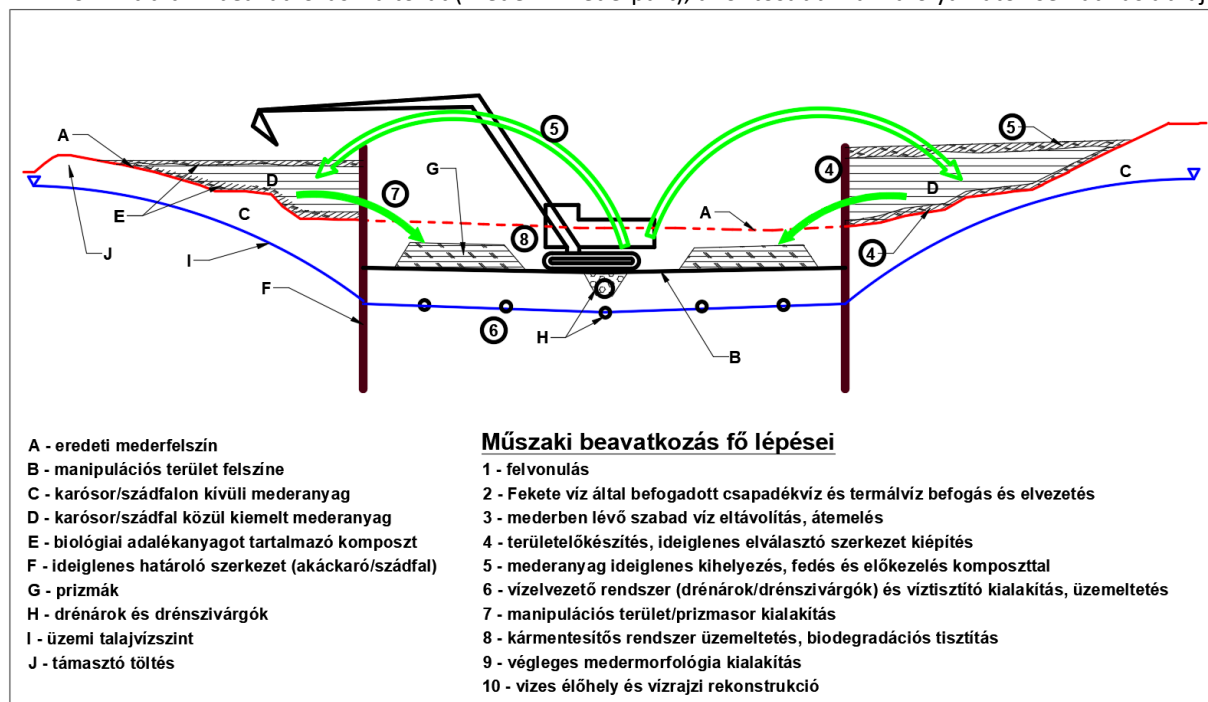 A
E
J
I
F
D
C
7
G
8
5
6
H
A
B
4
4
5
D
C
A - eredeti mederfelszín
B - manipulációs terület felszíne
C - karósor/szádfalon kívüli mederanyag
D - karósor/szádfal közül kiemelt mederanyag
E - biológiai adalékanyagot tartalmazó komposzt
F - ideiglenes határoló szerkezet (akáckaró/szádfal)
G - prizmák
H - drénárok és drénszivárgók
I - üzemi talajvízszint
J - támasztó töltés
Műszaki beavatkozás fő lépései
1 - felvonulás
2 - Fekete víz által befogadott csapadékvíz és termálvíz befogás és elvezetés
3 - mederben lévő szabad víz eltávolítás, átemelés
4 - területelőkészítés, ideiglenes elválasztó szerkezet kiépítés
5 - mederanyag ideiglenes kihelyezés, fedés és előkezelés komposzttal
6 - vízelvezető rendszer (drénárok/drénszivárgók) és víztisztító kialakítás, üzemeltetés
7 - manipulációs terület/prizmasor kialakítás
8 - kármentesítős rendszer üzemeltetés, biodegradációs tisztítás
9 - végleges medermorfológia kialakítás
10 - vizes élőhely és vízrajzi rekonstrukció